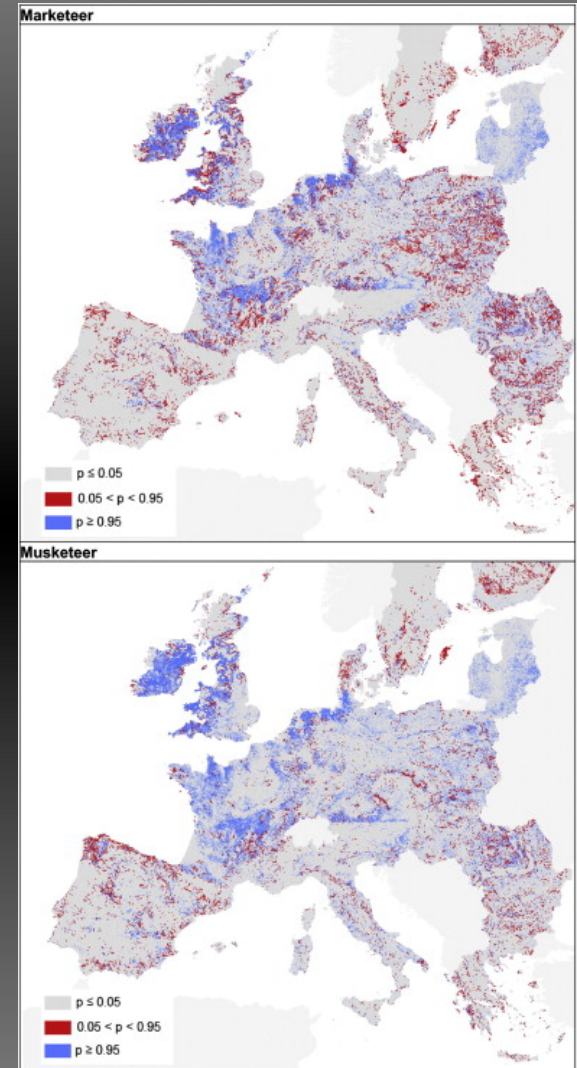 Marketeer
p ≤ 0.05
0.05 < p < 0.95
p ≥ 0.95
Musketeer
p ≤ 0.05
0.05 < p < 0.95
p ≥ 0.95